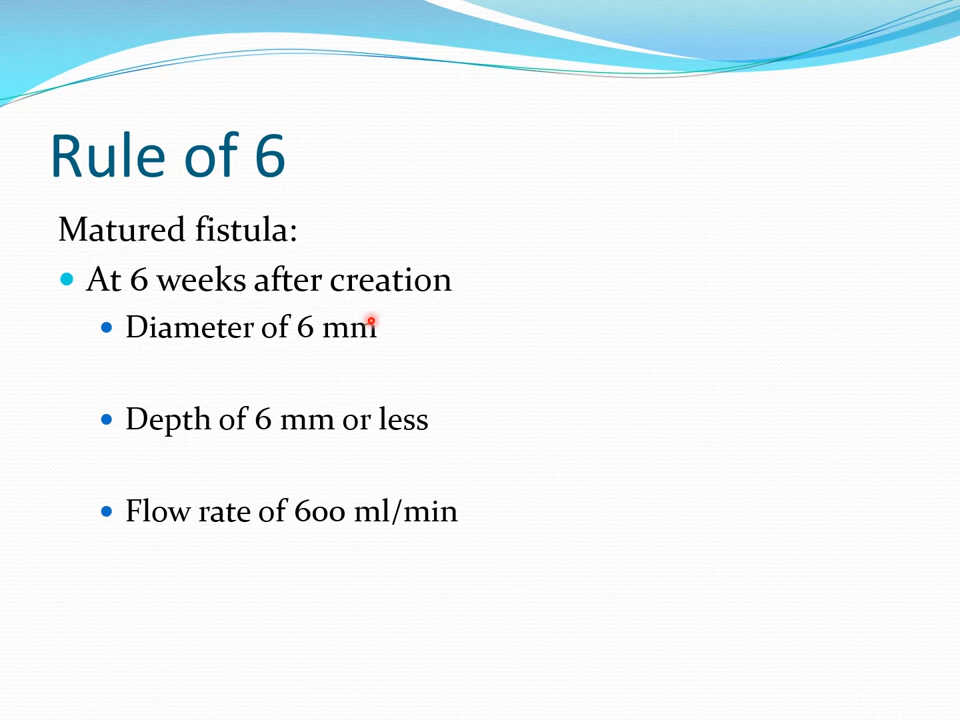 Rule of 6
Matured fistula:
At 6 weeks after creation
Diameter of 6 mm
Depth of 6 mm or less
Flow rate of 600 ml/min